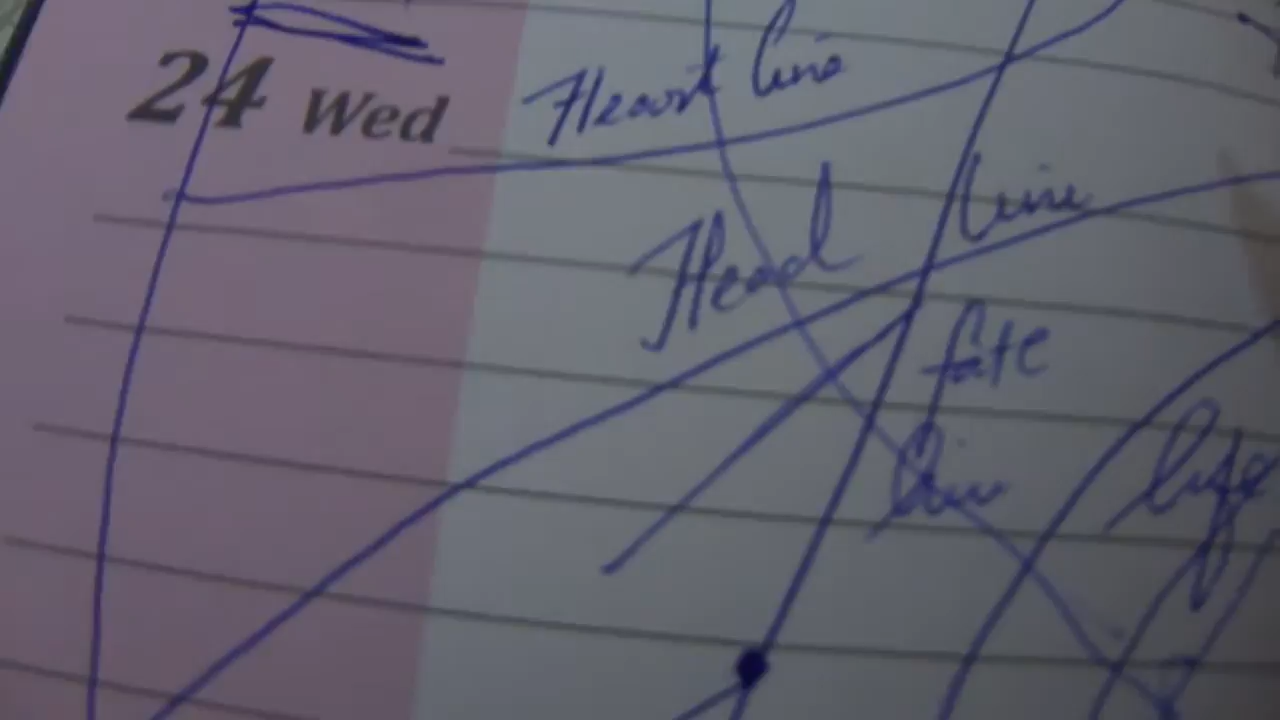 24 Wed
Heart line
Head line
fate
line
life